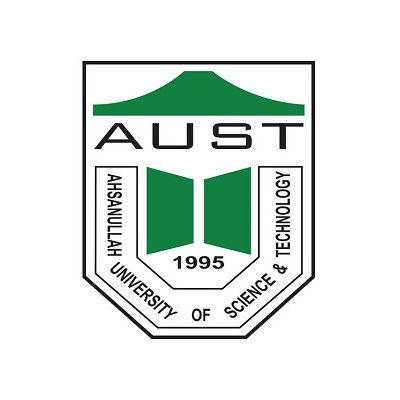 AUST
1995
AHSANULLAH UNIVERSITY OF SCIENCE & TECHNOLOGY